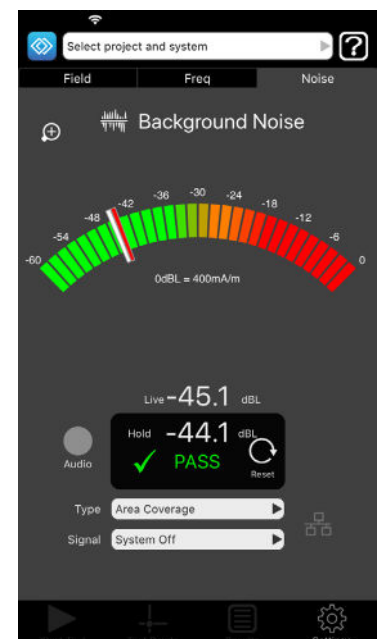 Select project and system
?
Field Freq Noise
Background Noise
-60 -54 -48 -42 -36 -30 -24 -18 -12 -6 0
0dBL = 400mA/m
Live -45.1 dBL
Hold -44.1 dBL
✓ PASS
Reset
Audio
Type Area Coverage
Signal System Off